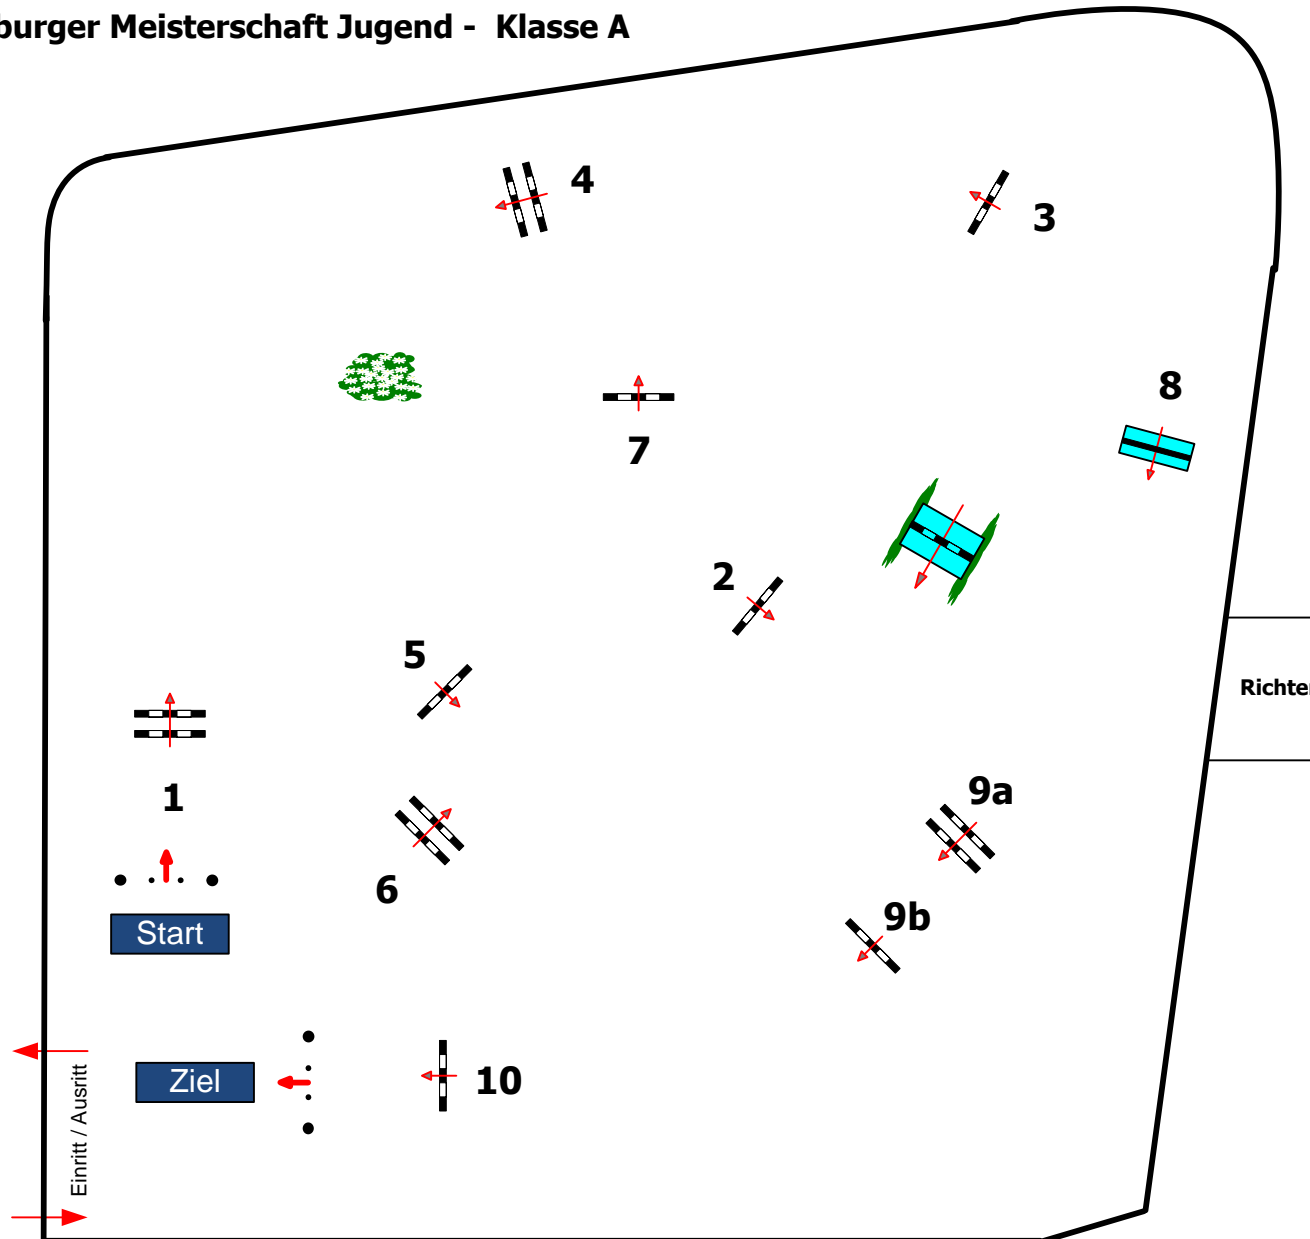 burger Meisterschaft Jugend - Klasse A
4
3
8
7
2
5
1
9a
6
9b
Start
Richter
10
Ziel
Einritt / Ausritt